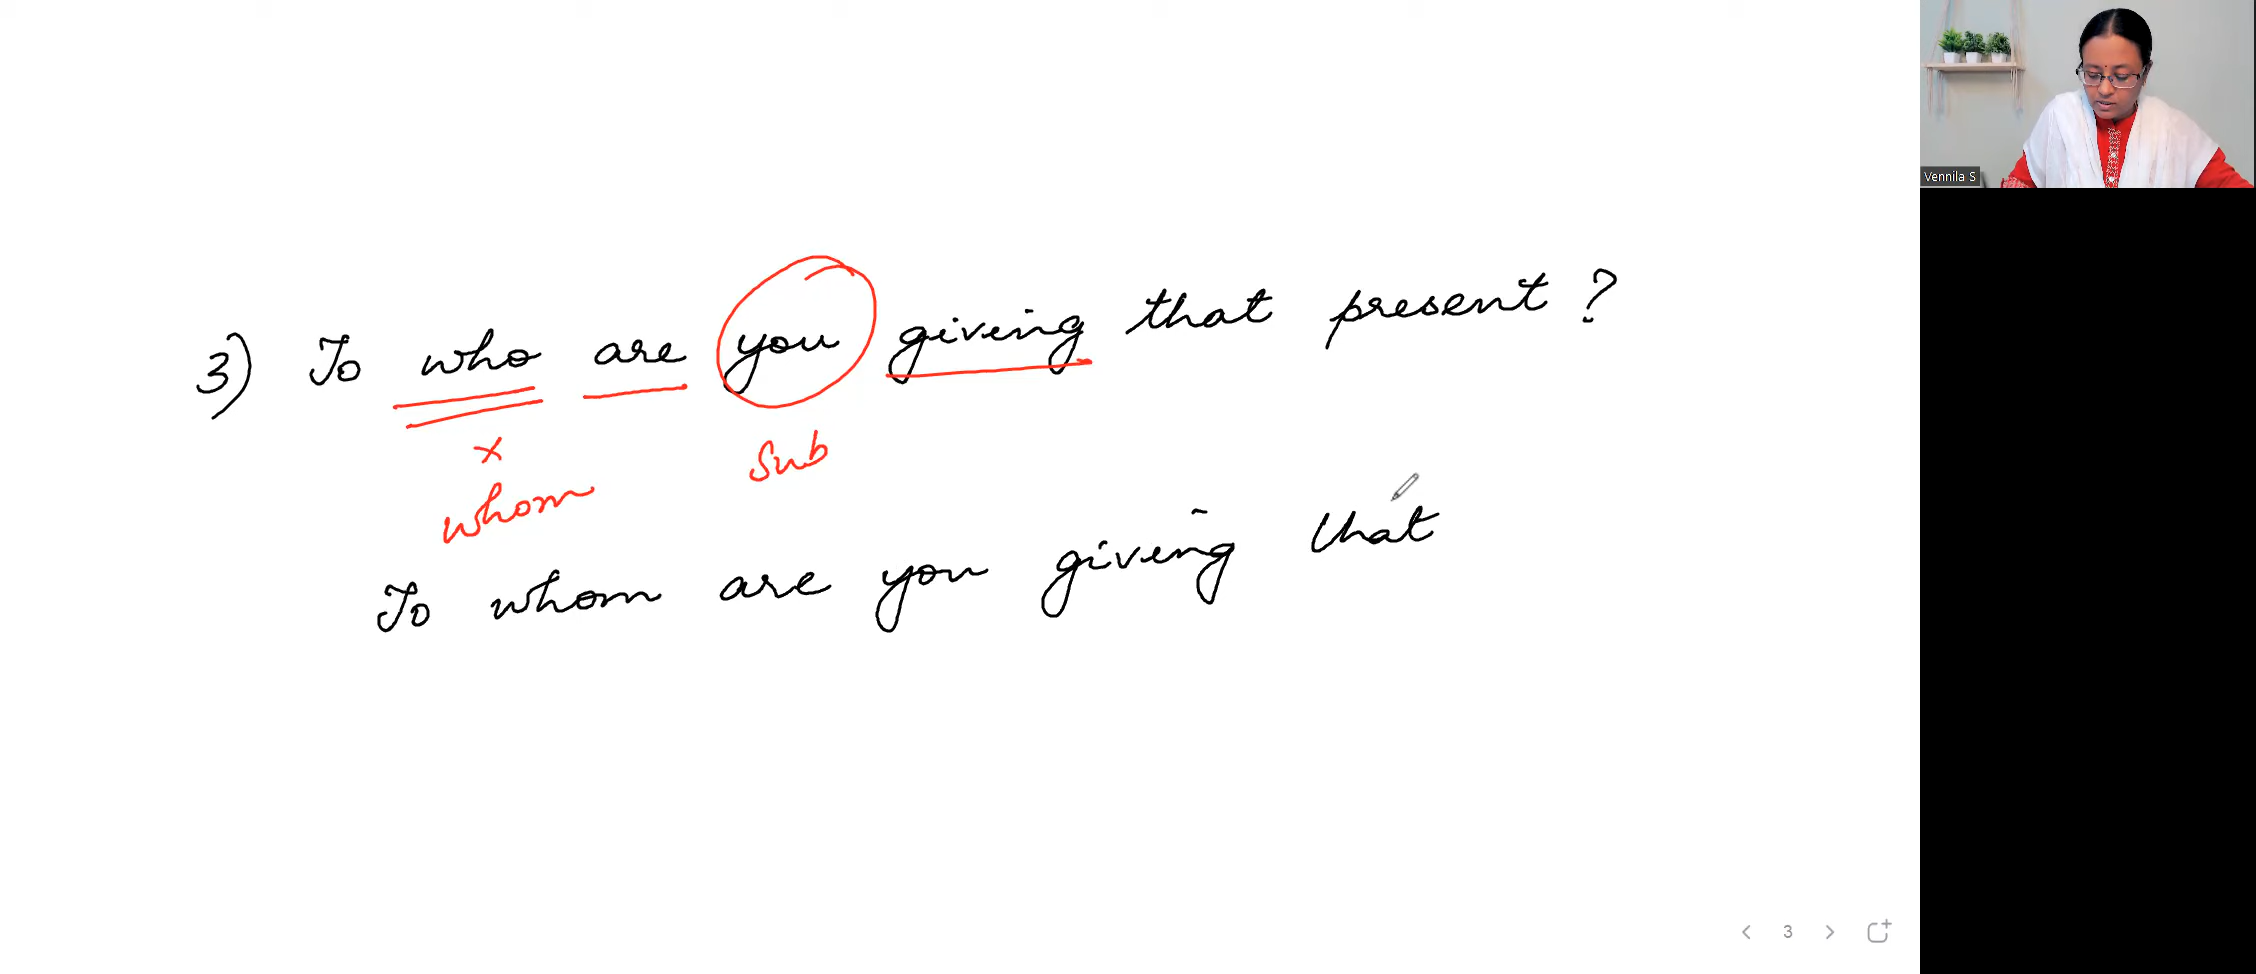 Vennila S
3) To who are you giving that present?
x
sub
whom
To whom are you giving that
3